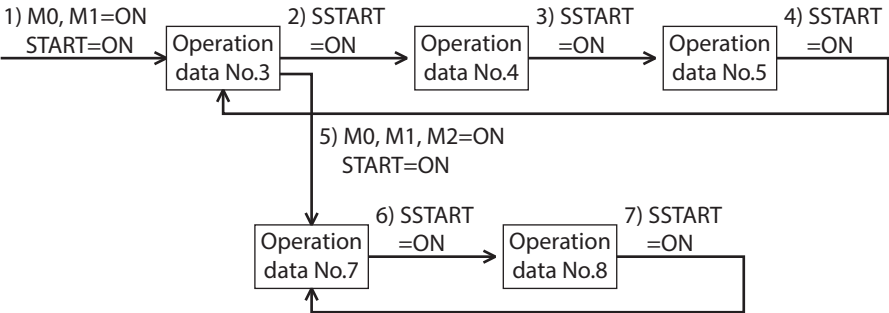 1) M0, M1=ON
START=ON
Operation
data No.3
2) SSTART
=ON
Operation
data No.4
3) SSTART
=ON
Operation
data No.5
4) SSTART
=ON
5) M0, M1, M2=ON
START=ON
Operation
data No.7
6) SSTART
=ON
Operation
data No.8
7) SSTART
=ON